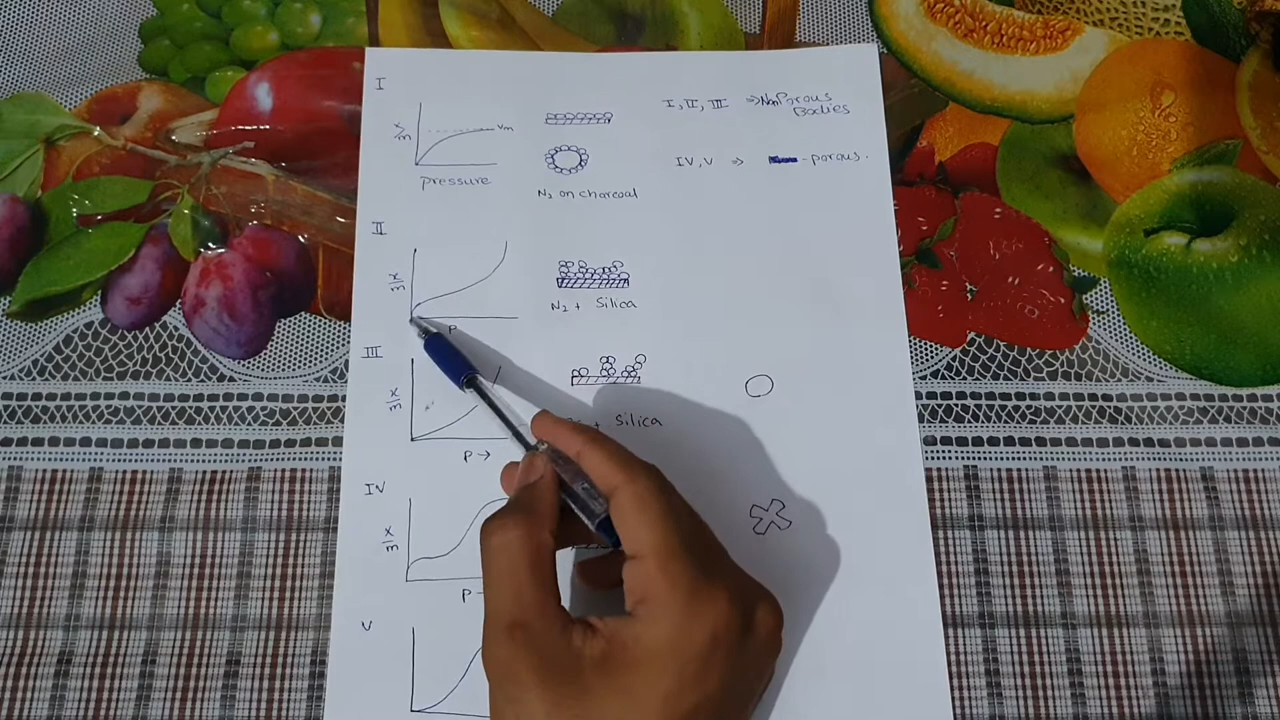 I
x/m
Vm
pressure
N2 on charcoal
I, II, III ⇒ Non Porous
Bodies
IV, V ⇒ - porous.
II
x/m
P
N2 + Silica
III
x/m
P →
+ Silica
IV
x/m
P -
V